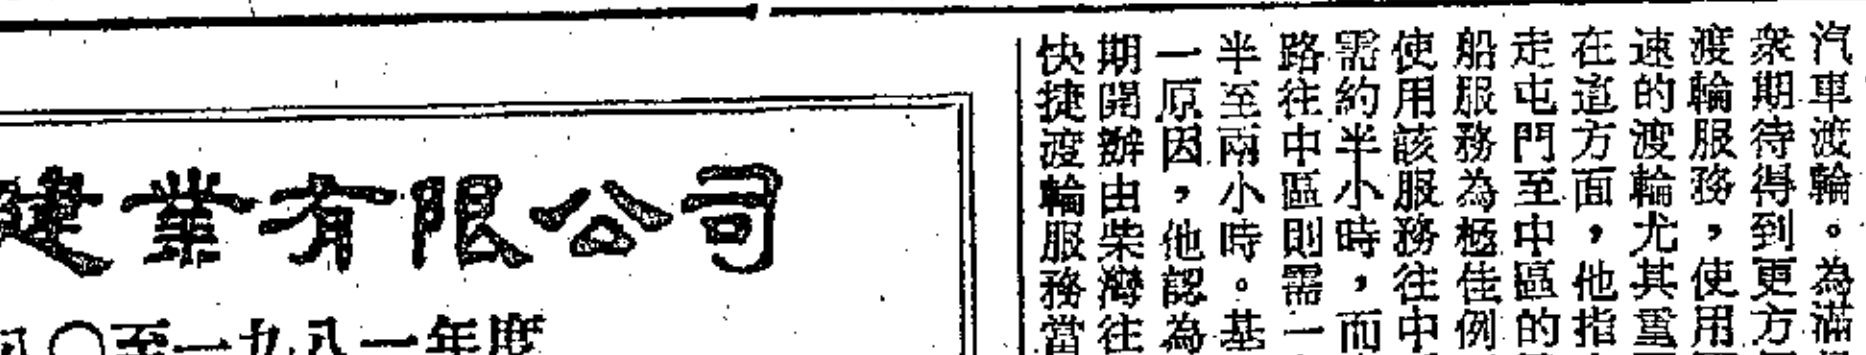 汽車渡輪。為滿
衆期待得到更方
渡輪服務，使用
速的渡輪尤其重
在這方面，他指
走屯門至中區的
船服務為極佳例
使用該服務往中
需約半小時，而
路往中區則需一
半至兩小時。基
一原因，他認為
期開辦由柴灣往
快捷渡輪服務當
建業有限公司
八〇至一九八一年度